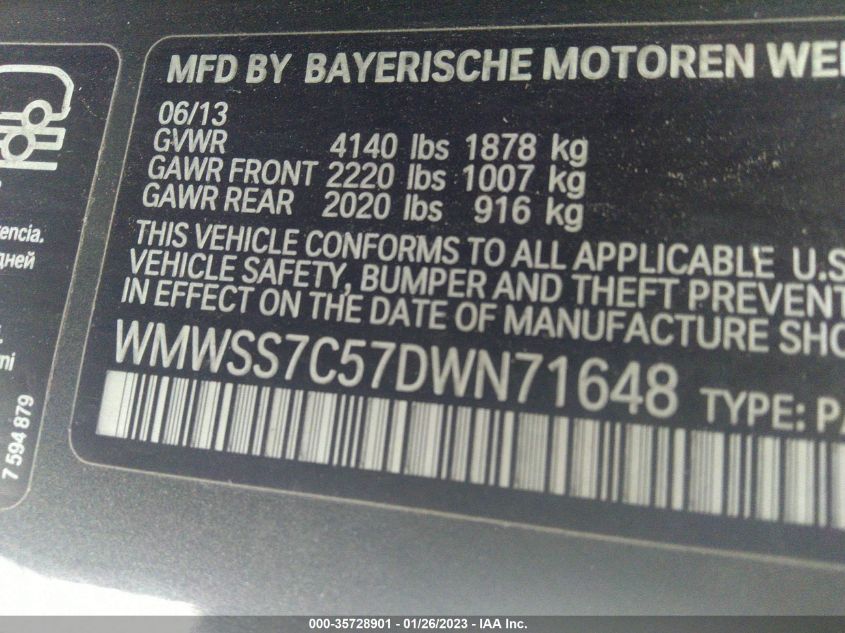 MFD BY BAYERISCHE MOTOREN
06/13
GVWR 4140 lbs 1878 kg
GAWR FRONT 2220 lbs 1007 kg
GAWR REAR 2020 lbs 916 kg
THIS VEHICLE CONFORMS TO ALL APPLICABLE U.S
VEHICLE SAFETY, BUMPER AND THEFT PREVENT
IN EFFECT ON THE DATE OF MANUFACTURE SHO
WMWSS7C57DWN71648 TYPE: PA
7 594 879
000-35728901 - 01/26/2023 - IAA Inc.